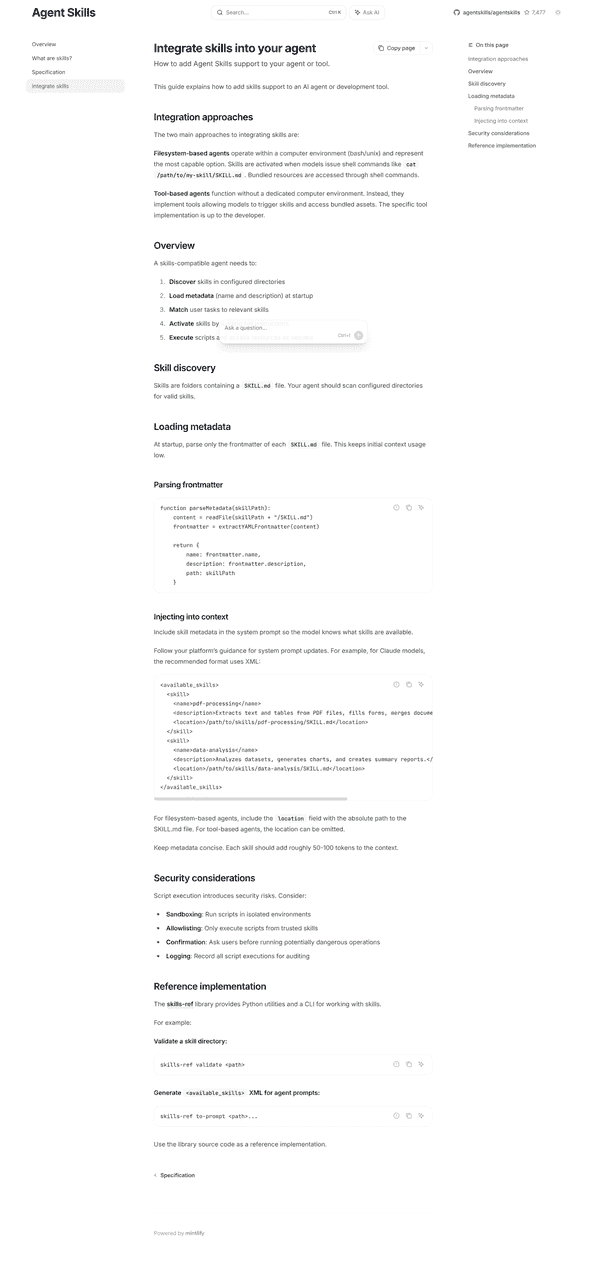 Agent Skills
Search...
Ctrl K
Ask AI
agentskills/agentskills
7,477
Overview
What are skills?
Specification
Integrate skills
Integrate skills into your agent
Copy page
How to add Agent Skills support to your agent or tool.
This guide explains how to add skills support to an AI agent or development tool.
Integration approaches
The two main approaches to integrating skills are:
Filesystem-based agents operate within a computer environment (bash/unix) and represent
the most capable option. Skills are activated when models issue shell commands like cat
/path/to/my-skill/SKILL.md . Bundled resources are accessed through shell commands.
Tool-based agents function without a dedicated computer environment. Instead, they
implement tools allowing models to trigger skills and access bundled assets. The specific tool
implementation is up to the developer.
Overview
A skills-compatible agent needs to:
1. Discover skills in configured directories
2. Load metadata (name and description) at startup
3. Match user tasks to relevant skills
4. Activate skills by
5. Execute scripts a
Ask a question...
Ctrl+I
Skill discovery
Skills are folders containing a SKILL.md file. Your agent should scan configured directories
for valid skills.
Loading metadata
At startup, parse only the frontmatter of each SKILL.md file. This keeps initial context usage
low.
Parsing frontmatter
function parseMetadata(skillPath):
    content = readFile(skillPath + "/SKILL.md")
    frontmatter = extractYAMLFrontmatter(content)
    return {
        name: frontmatter.name,
        description: frontmatter.description,
        path: skillPath
    }
Injecting into context
Include skill metadata in the system prompt so the model knows what skills are available.
Follow your platform's guidance for system prompt updates. For example, for Claude models,
the recommended format uses XML:
<available_skills>
  <skill>
    <name>pdf-processing</name>
    <description>Extracts text and tables from PDF files, fills forms, merges docume
    <location>/path/to/skills/pdf-processing/SKILL.md</location>
  </skill>
  <skill>
    <name>data-analysis</name>
    <description>Analyzes datasets, generates charts, and creates summary reports.</
    <location>/path/to/skills/data-analysis/SKILL.md</location>
  </skill>
</available_skills>
For filesystem-based agents, include the location field with the absolute path to the
SKILL.md file. For tool-based agents, the location can be omitted.
Keep metadata concise. Each skill should add roughly 50-100 tokens to the context.
Security considerations
Script execution introduces security risks. Consider:
• Sandboxing: Run scripts in isolated environments
• Allowlisting: Only execute scripts from trusted skills
• Confirmation: Ask users before running potentially dangerous operations
• Logging: Record all script executions for auditing
Reference implementation
The skills-ref library provides Python utilities and a CLI for working with skills.
For example:
Validate a skill directory:
skills-ref validate <path>
Generate <available_skills> XML for agent prompts:
skills-ref to-prompt <path>...
Use the library source code as a reference implementation.
‹ Specification
Powered by mintlify
On this page
Integration approaches
Overview
Skill discovery
Loading metadata
Parsing frontmatter
Injecting into context
Security considerations
Reference implementation